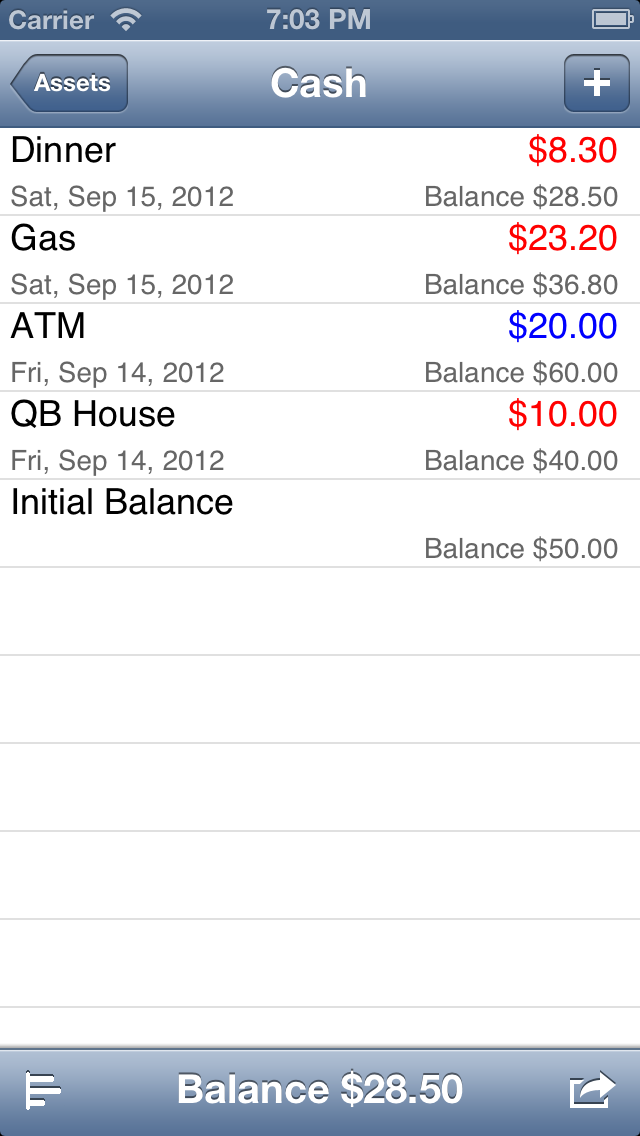 Carrier 7:03 PM
Assets Cash +
Dinner $8.30
Sat, Sep 15, 2012 Balance $28.50
Gas $23.20
Sat, Sep 15, 2012 Balance $36.80
ATM $20.00
Fri, Sep 14, 2012 Balance $60.00
QB House $10.00
Fri, Sep 14, 2012 Balance $40.00
Initial Balance
Balance $50.00
Balance $28.50